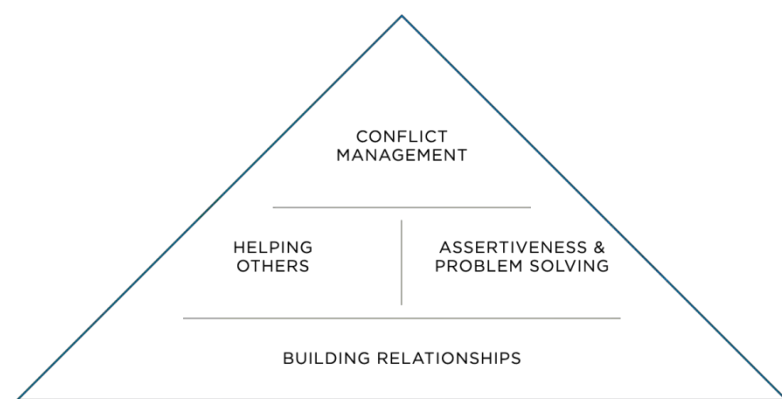 CONFLICT
MANAGEMENT
HELPING
OTHERS
ASSERTIVENESS &
PROBLEM SOLVING
BUILDING RELATIONSHIPS